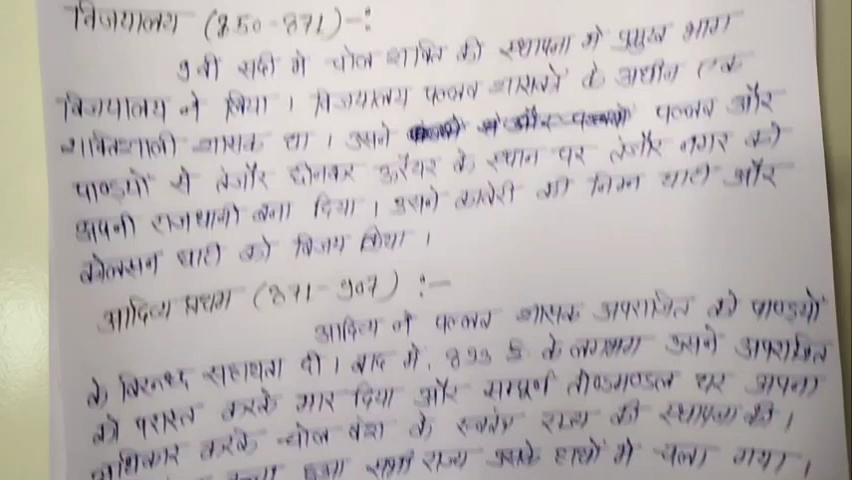 विजयालय (850-871)-:
9 वी सदी में चोल शक्ति की स्थापना में प्रमुख भाग
विजयालय ने लिया । विजयालय पल्लव शासकों के अधीन एक
शक्तिशाली शासक था । उसने पल्लव और
पाण्ड्यों से तंजौर छीनकर उरैयर के स्थान पर तंजौर नगर को
अपनी राजधानी बना दिया । उसने कावेरी की निम्न घाटी और
कोलरून घाटी को विजय किया ।
आदित्य प्रथम (871-907) :-
आदित्य ने पल्लव शासक अपराजित को पाण्ड्यों
के विरुद्ध सहायता दी । बाद में, 893 ई के लगभग उसने अपराजित
को परास्त करके मार दिया और सम्पूर्ण तोण्डमण्डल पर अपना
अधिकार करके चोल वंश के स्वतंत्र राज्य की स्थापना की ।
राज्य उसके हाथों में चला गया ।